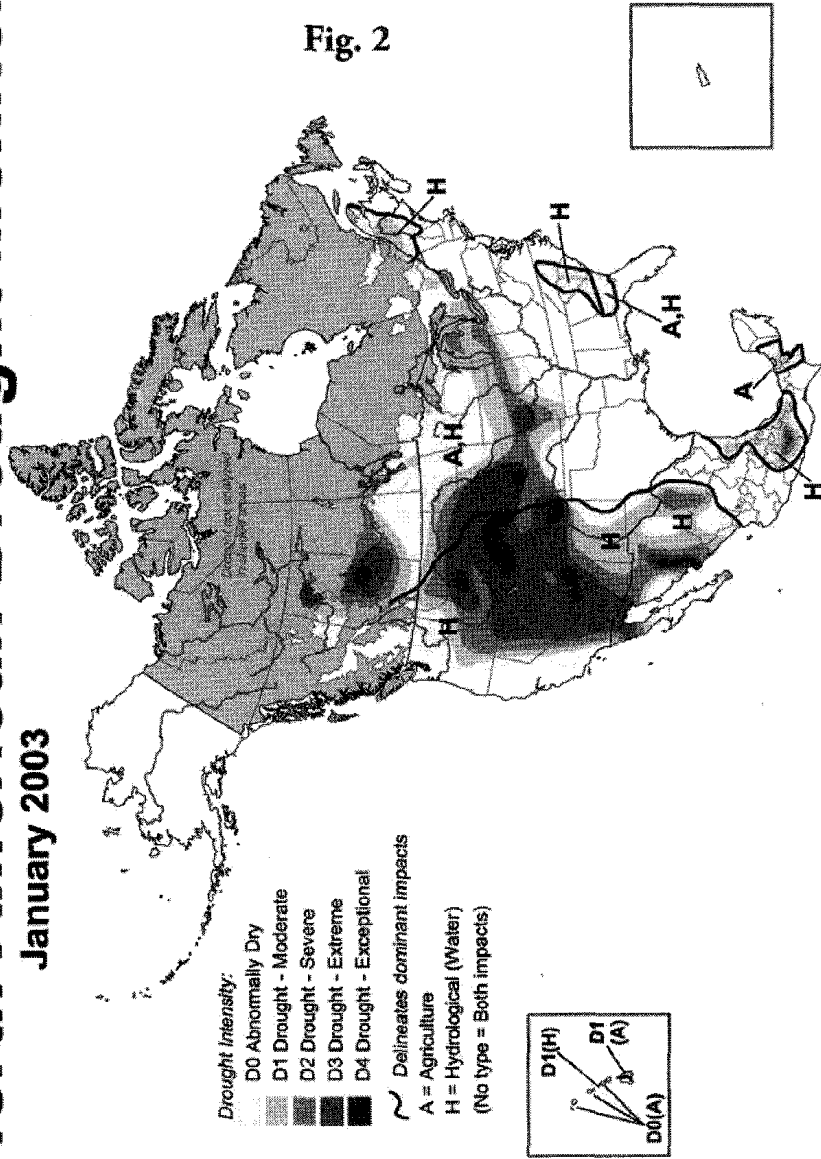 January 2003
Fig. 2
Drought Intensity:
D0 Abnormally Dry
D1 Drought - Moderate
D2 Drought - Severe
D3 Drought - Extreme
D4 Drought - Exceptional
Delineates dominant impacts
A = Agriculture
H = Hydrological (Water)
(No type = Both impacts)
H
A,H
H
H
A,H
H
H
A
H
D1(H)
D1
(A)
D0(A)